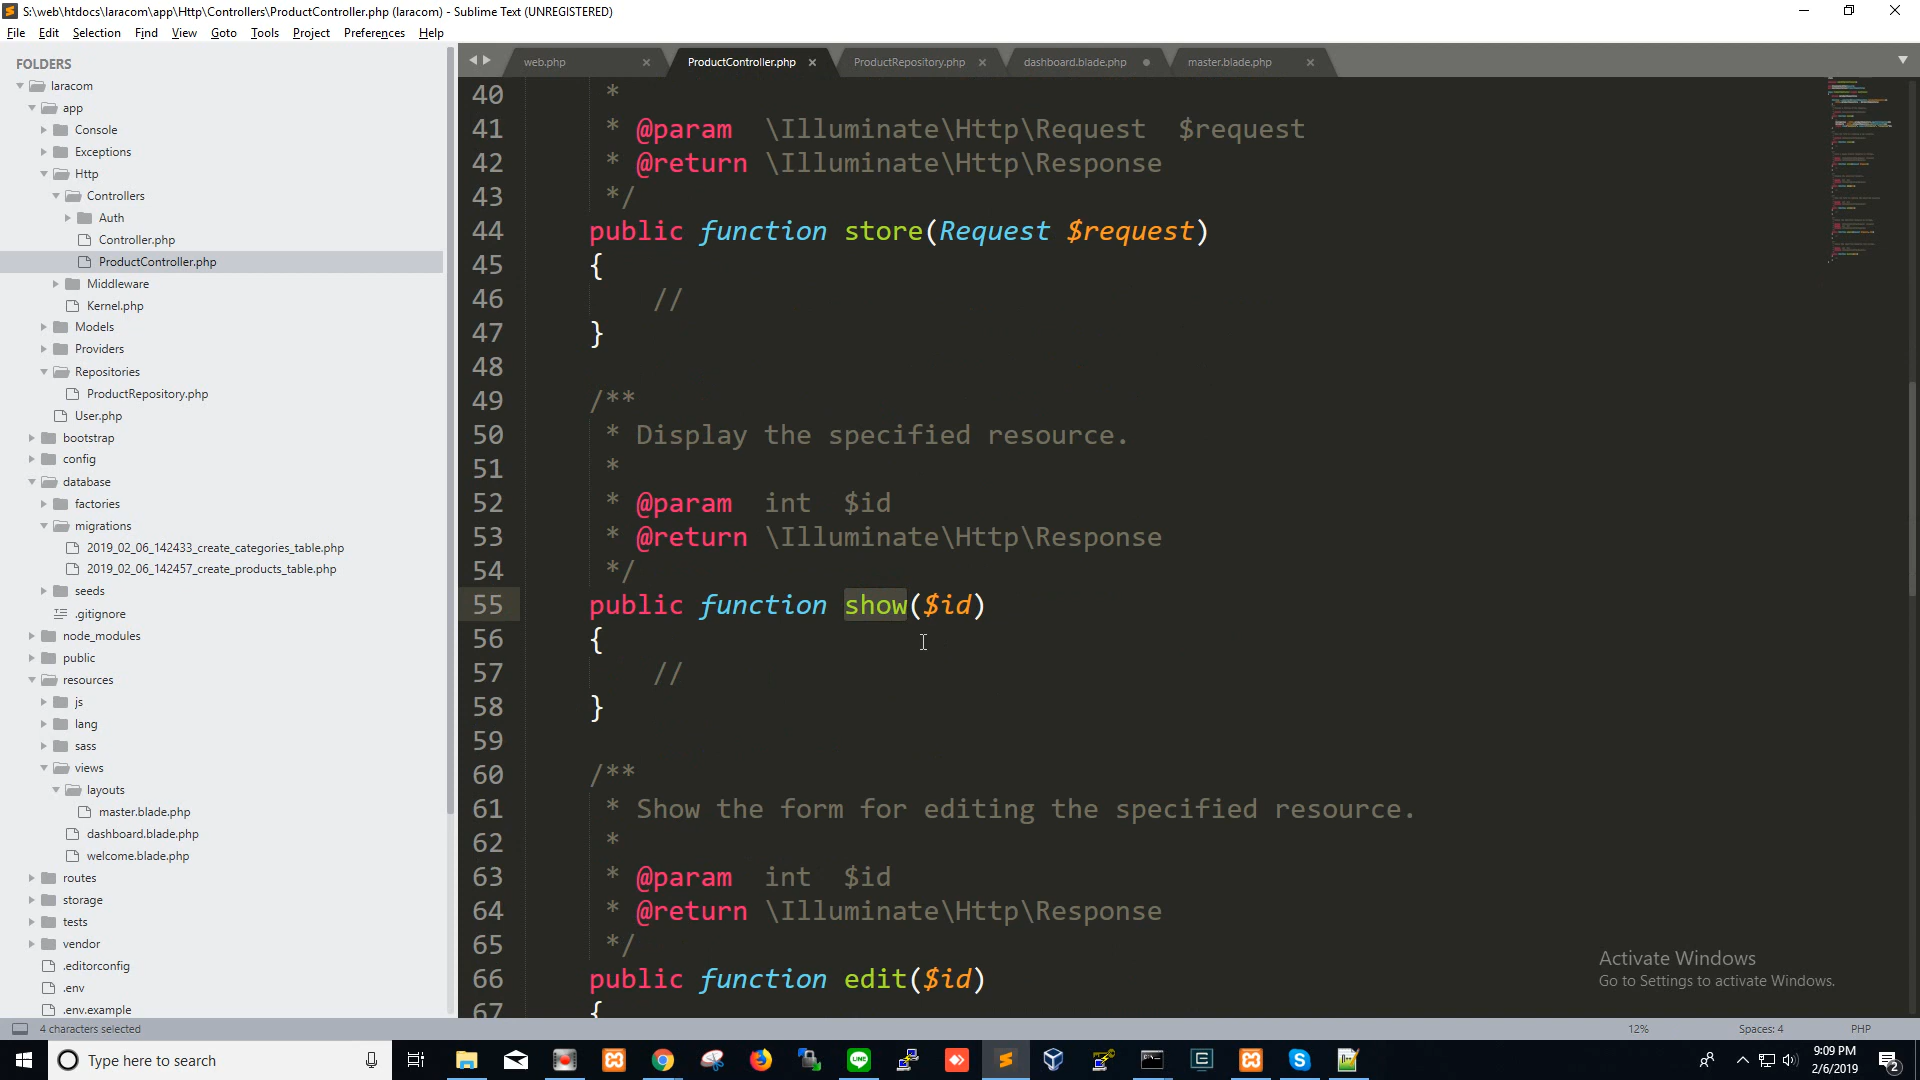 S:\web\htdocs\laracom\app\Http\Controllers\ProductController.php (laracom) - Sublime Text (UNREGISTERED)
File Edit Selection Find View Goto Tools Project Preferences Help
FOLDERS
laracom
app
Console
Exceptions
Http
Controllers
Auth
Controller.php
ProductController.php
Middleware
Kernel.php
Models
Providers
Repositories
ProductRepository.php
User.php
bootstrap
config
database
factories
migrations
2019_02_06_142433_create_categories_table.php
2019_02_06_142457_create_products_table.php
seeds
.gitignore
node_modules
public
resources
js
lang
sass
views
layouts
master.blade.php
dashboard.blade.php
welcome.blade.php
routes
storage
tests
vendor
.editorconfig
.env
.env.example
web.php ProductController.php ProductRepository.php dashboard.blade.php master.blade.php
40 *
41 * @param \Illuminate\Http\Request $request
42 * @return \Illuminate\Http\Response
43 */
44 public function store(Request $request)
45 {
46 //
47 }
48
49 /**
50 * Display the specified resource.
51 *
52 * @param int $id
53 * @return \Illuminate\Http\Response
54 */
55 public function show($id)
56 {
57 //
58 }
59
60 /**
61 * Show the form for editing the specified resource.
62 *
63 * @param int $id
64 * @return \Illuminate\Http\Response
65 */
66 public function edit($id)
67 {
Activate Windows
Go to Settings to activate Windows.
4 characters selected 12% Spaces: 4 PHP
Type here to search
9:09 PM
2/6/2019
2